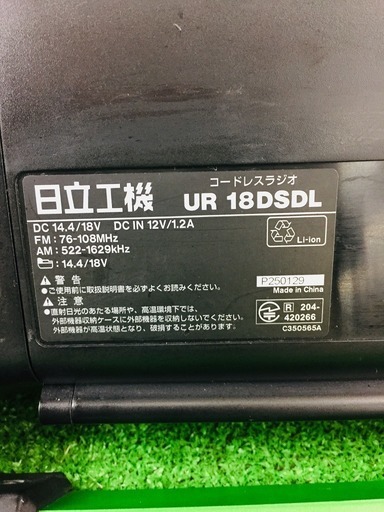 コードレスラジオ
日立工機 UR 18DSDL
DC 14.4/18V DC IN 12V/1.2A
FM : 76-108MHz
AM : 522-1629kHz
: 14.4/18V
Li-ion
警告
●ご使用前に取扱説明書をよくお読みください。
注意
●直射日光のあたる場所や、高温環境下では、
外部機器収納ケースに外部機器を収納しないでください。
外部機器が高温状態となり、破損することがあります。
P250129
Made in China
R 204-
420266
C350565A